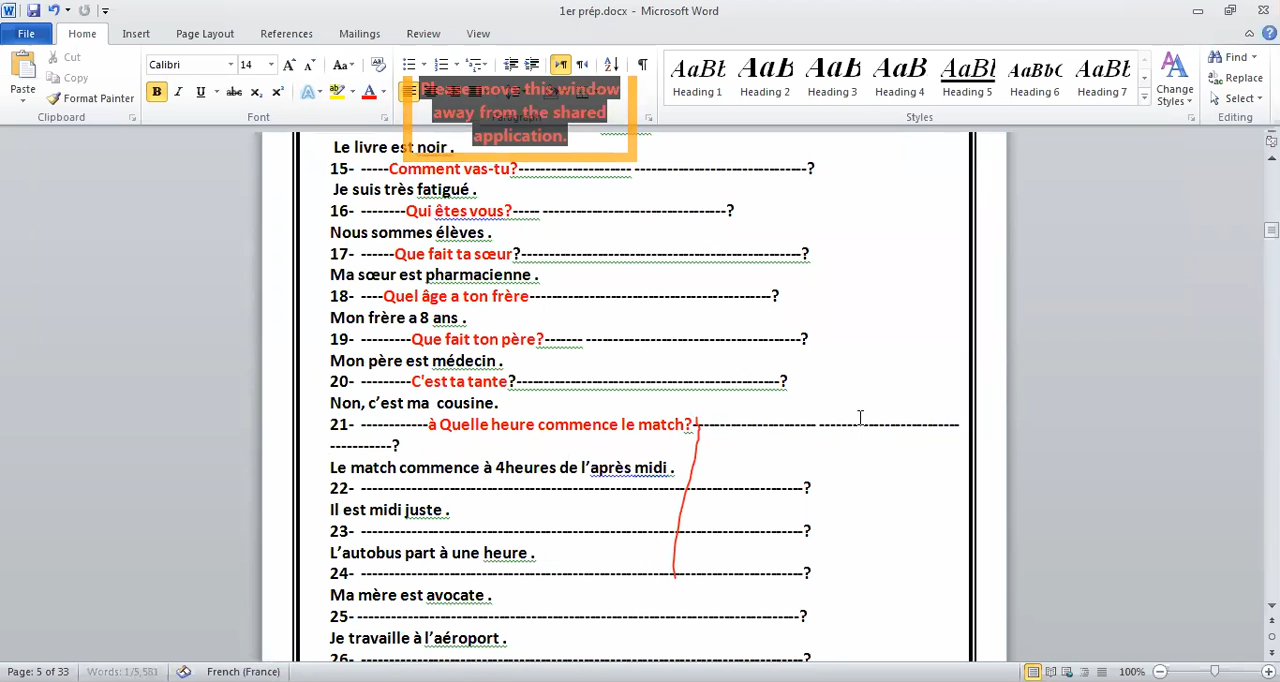 1er prép.docx - Microsoft Word
File Home Insert Page Layout References Mailings Review View
Paste Cut Copy Format Painter Clipboard
Calibri 14 Aa
B I U abc x₂ x² A ab A Font
Please move this window
away from the shared
application.
AaBb Heading 1 AaB Heading 2 AaBb Heading 3 AaBb Heading 4 AaBb Heading 5 AaBbC Heading 6 AaBbC Heading 7 Change Styles Styles
Find Replace Select Editing
Le livre est noir .
15- -----Comment vas-tu?---------------------- ---------------------------------?
Je suis très fatigué .
16- --------Qui êtes vous?----- -----------------------------------?
Nous sommes élèves .
17- ------Que fait ta sœur?-----------------------------------------------------?
Ma sœur est pharmacienne .
18- ----Quel âge a ton frère----------------------------------------------?
Mon frère a 8 ans .
19- ---------Que fait ton père?------- -----------------------------------------?
Mon père est médecin .
20- ---------C'est ta tante?--------------------------------------------------?
Non, c’est ma cousine.
21- ------------à Quelle heure commence le match?----------------------- ---------------------------
-----------?
Le match commence à 4heures de l’après midi .
22- --------------------------------------------------------------------------------?
Il est midi juste .
23- --------------------------------------------------------------------------------?
L’autobus part à une heure .
24- --------------------------------------------------------------------------------?
Ma mère est avocate .
25- --------------------------------------------------------------------------------?
Je travaille à l’aéroport .
26- --------------------------------------------------------------------------------?
Page: 5 of 33 Words: 1/5,581 French (France) 100%